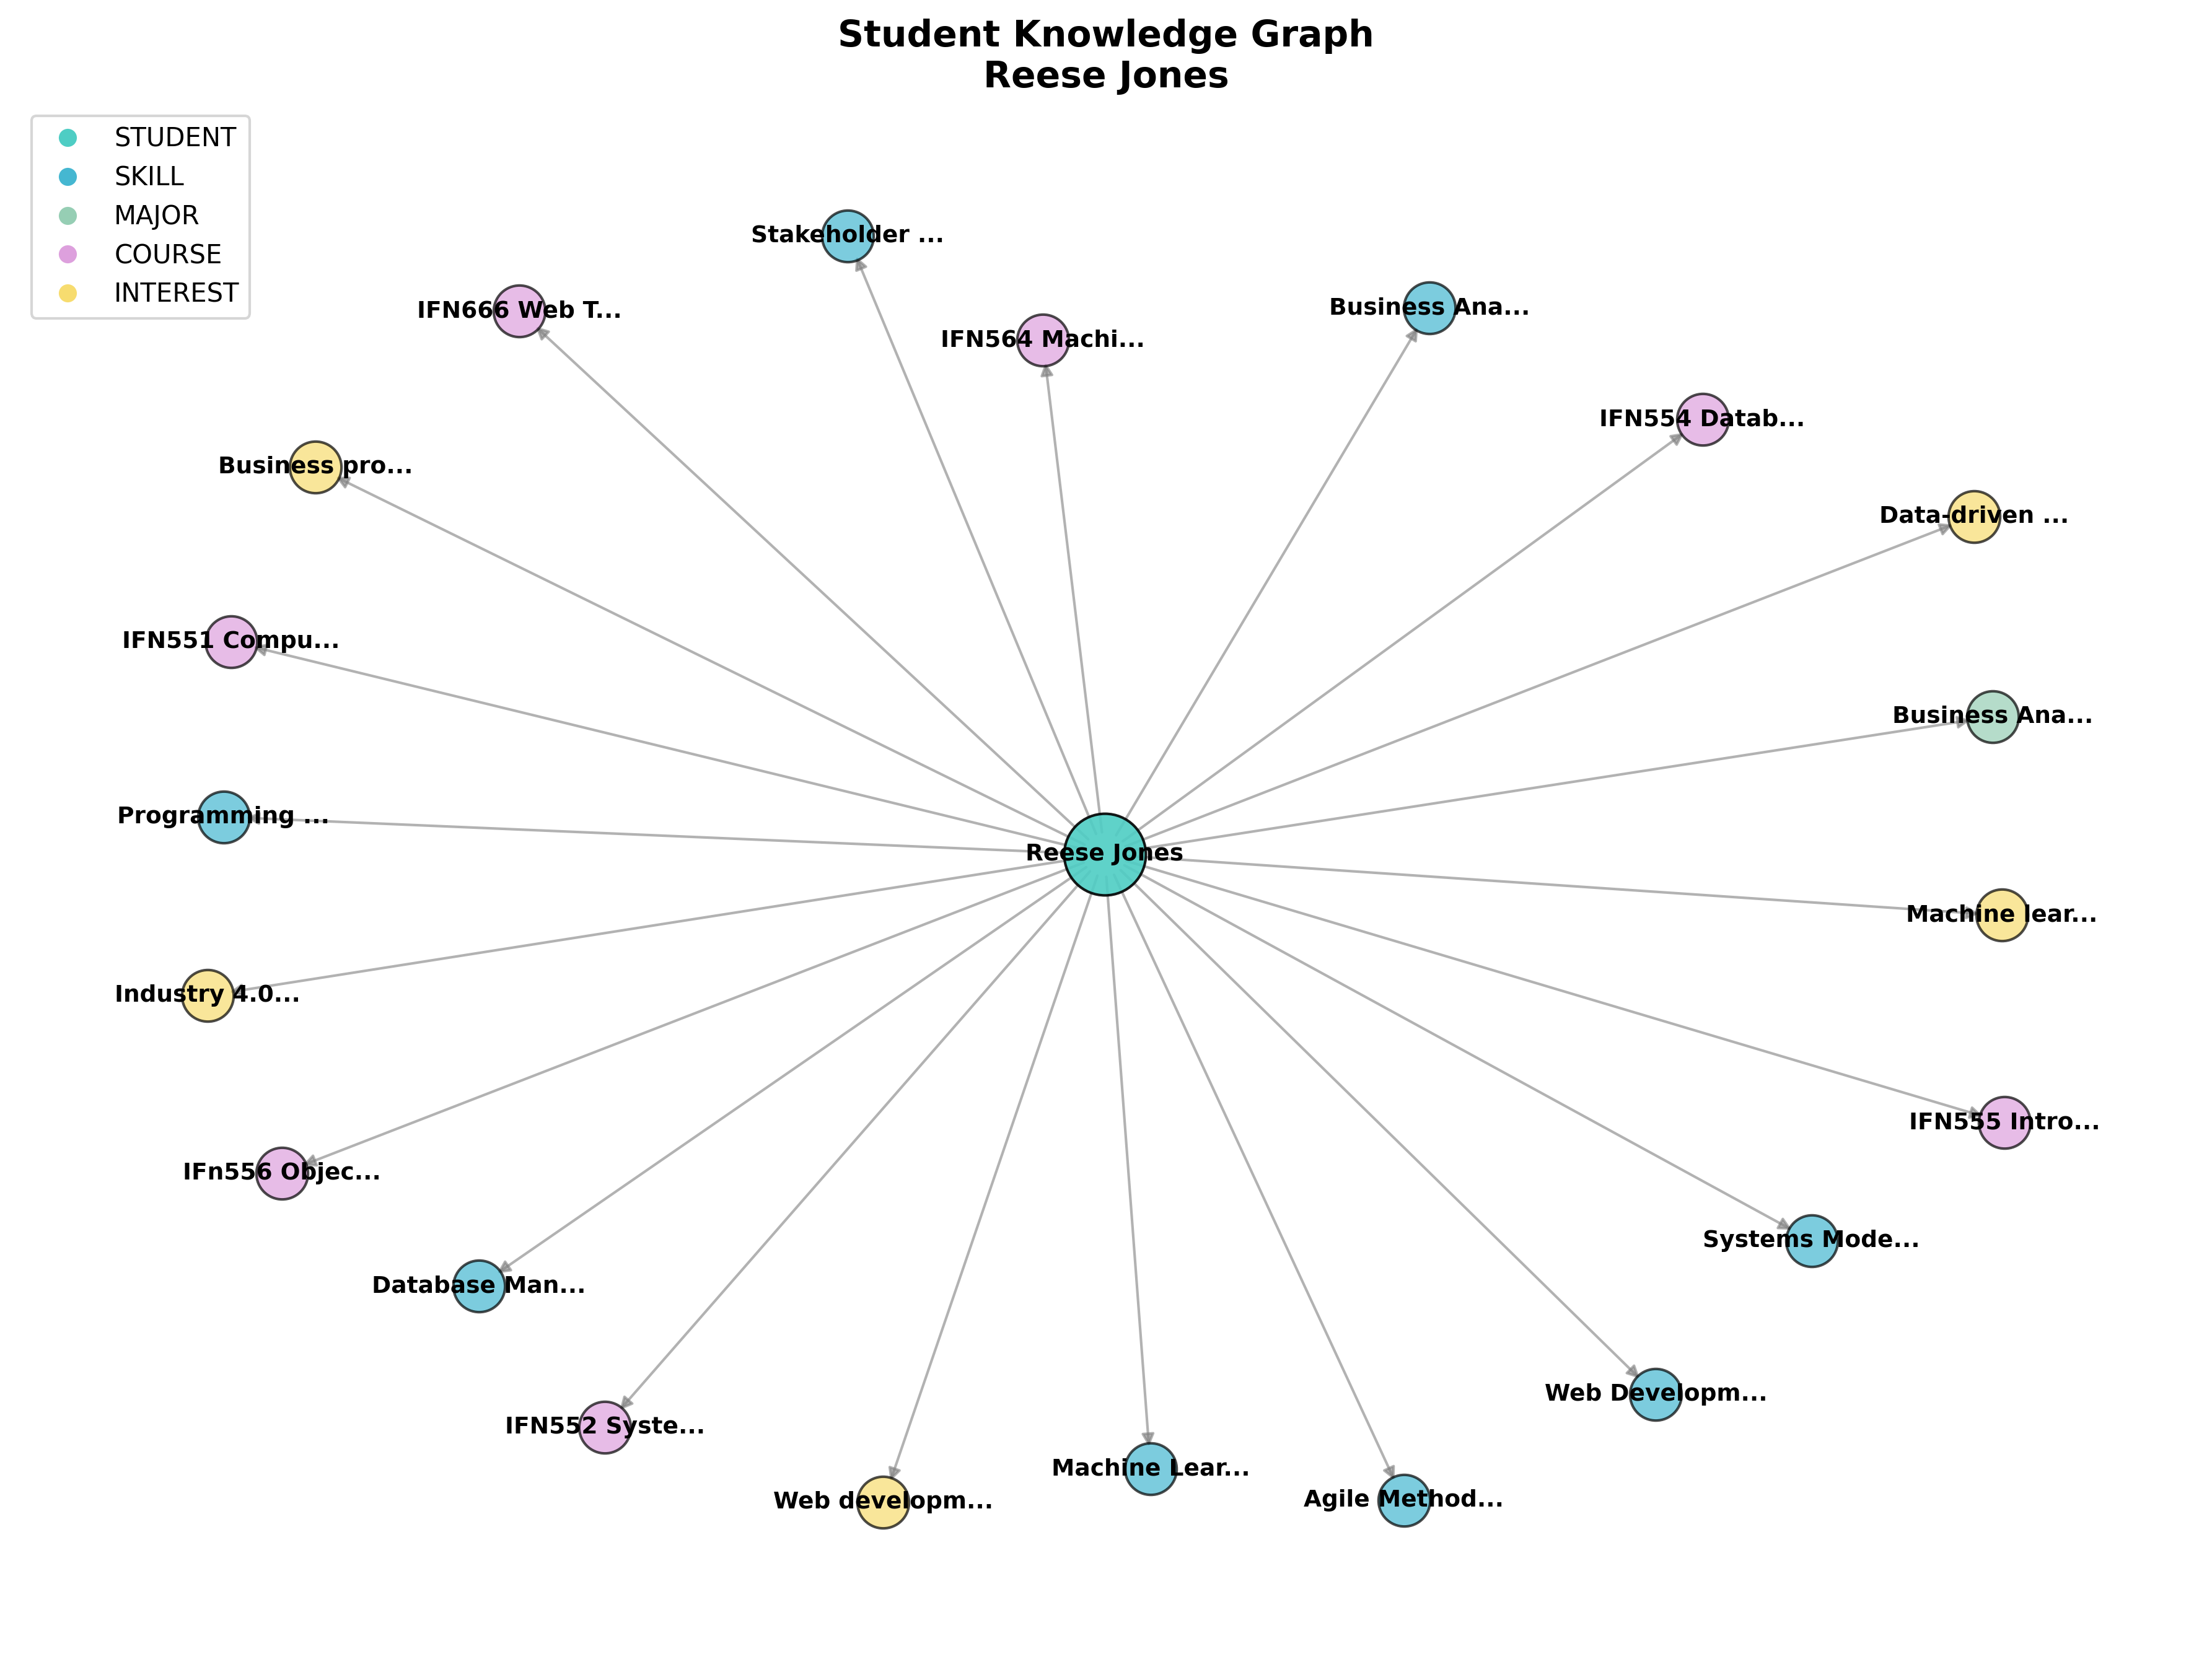 Student Knowledge Graph
Reese Jones
STUDENT
SKILL
MAJOR
COURSE
INTEREST
Stakeholder ...
IFN666 Web T...
Business Ana...
IFN564 Machi...
IFN554 Datab...
Business pro...
Data-driven ...
IFN551 Compu...
Business Ana...
Programming ...
Reese Jones
Machine lear...
Industry 4.0...
IFN555 Intro...
IFn556 Objec...
Systems Mode...
Database Man...
Web Developm...
IFN552 Syste...
Machine Lear...
Web developm...
Agile Method...